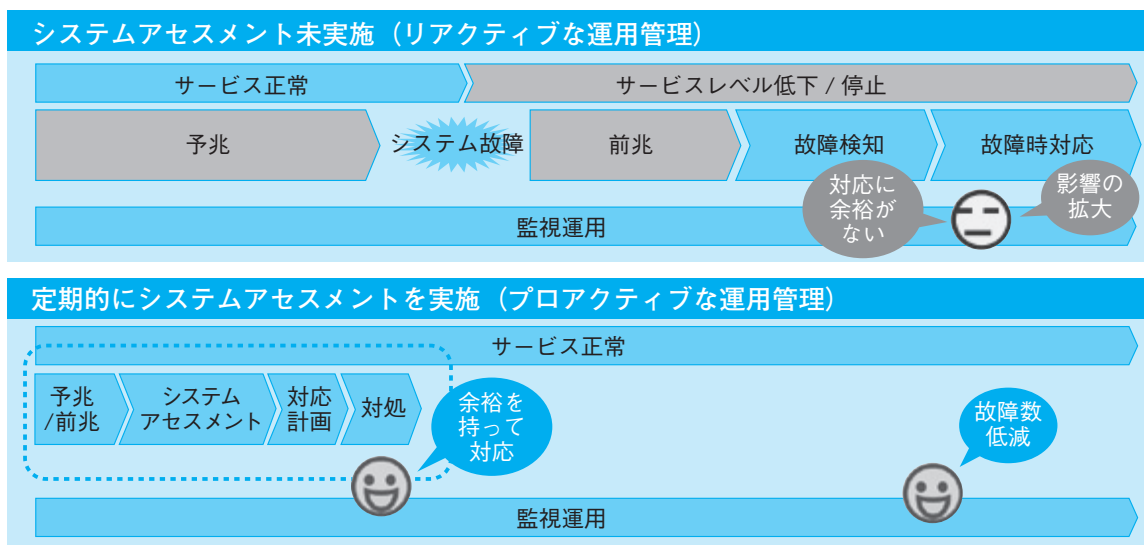 システムアセスメント未実施（リアクティブな運用管理）
サービス正常
サービスレベル低下 / 停止
予兆
システム故障
前兆
故障検知
故障時対応
対応に
余裕が
ない
影響の
拡大
監視運用
定期的にシステムアセスメントを実施（プロアクティブな運用管理）
サービス正常
予兆
/前兆
システム
アセスメント
対応
計画
対処
余裕を
持って
対応
故障数
低減
監視運用